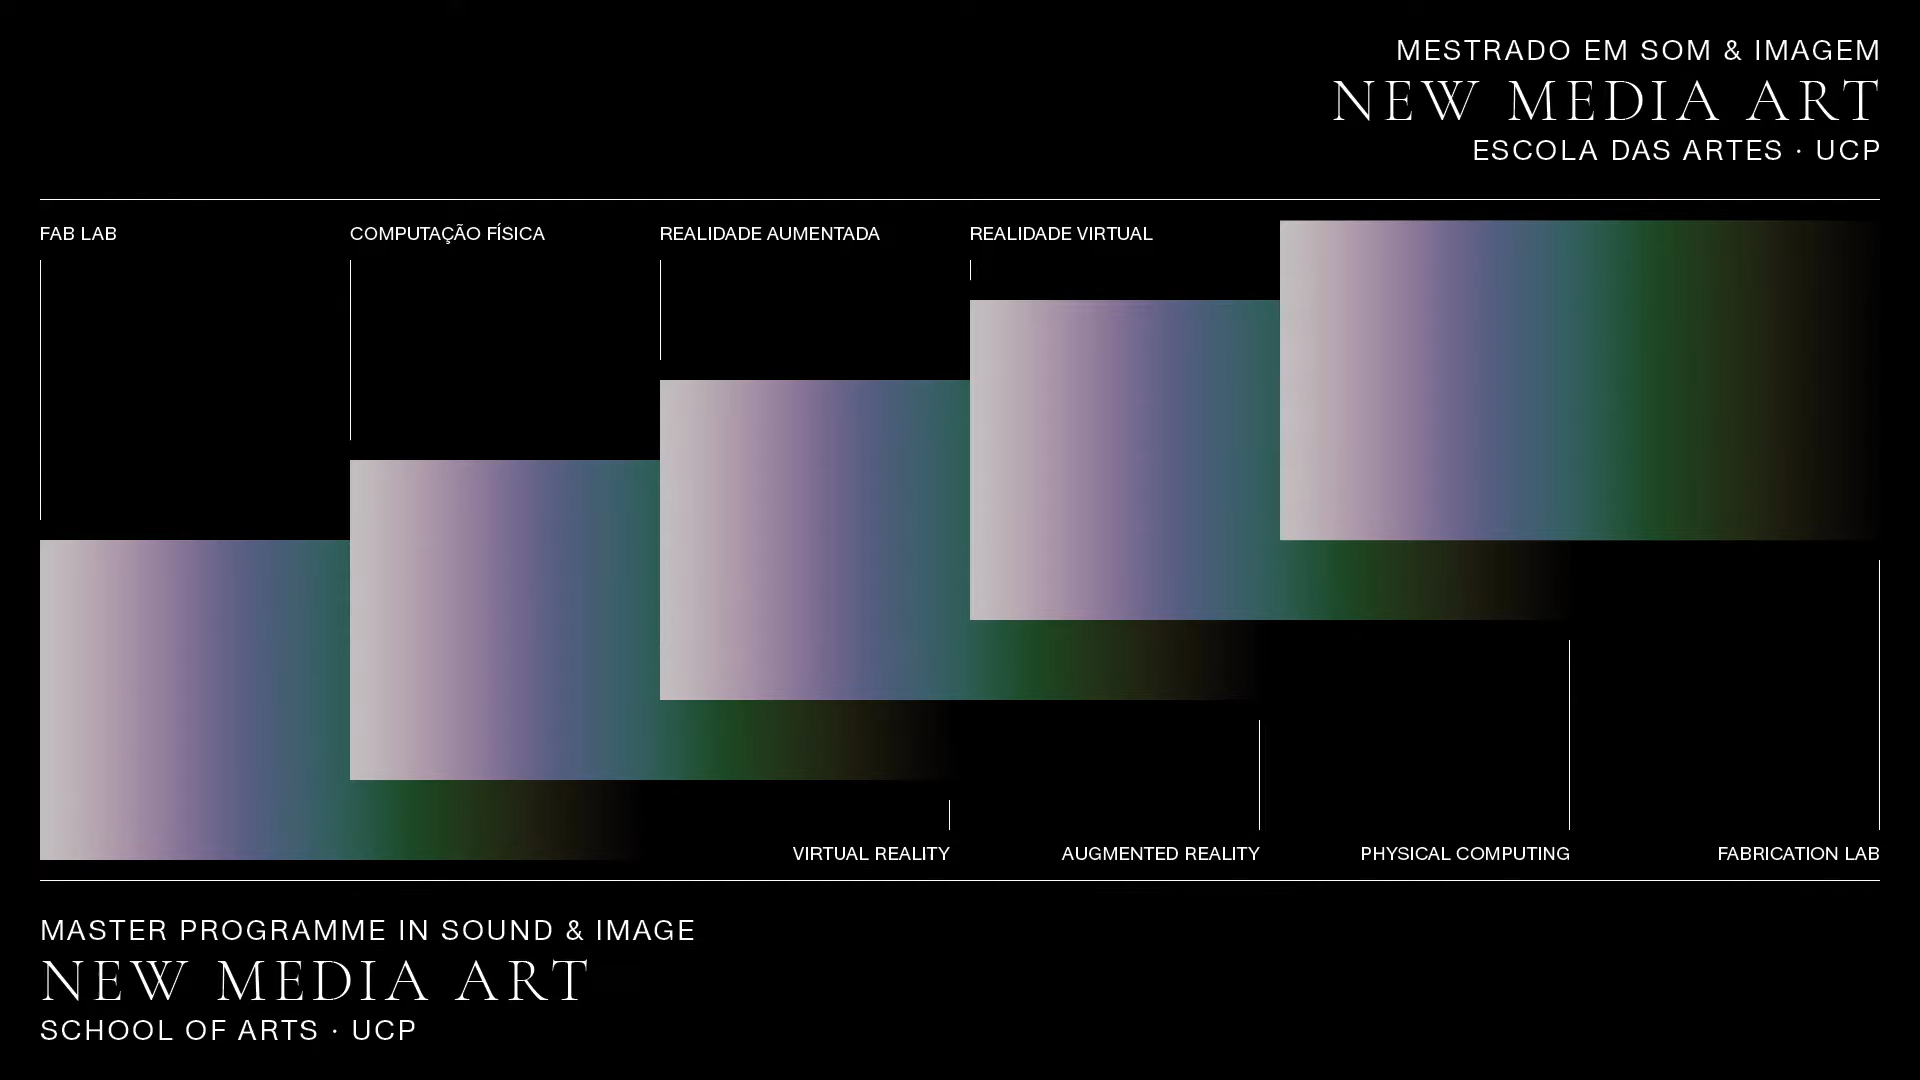 MESTRADO EM SOM & IMAGEM
NEW MEDIA ART
ESCOLA DAS ARTES · UCP
FAB LAB
COMPUTAÇÃO FÍSICA
REALIDADE AUMENTADA
REALIDADE VIRTUAL
VIRTUAL REALITY
AUGMENTED REALITY
PHYSICAL COMPUTING
FABRICATION LAB
MASTER PROGRAMME IN SOUND & IMAGE
NEW MEDIA ART
SCHOOL OF ARTS · UCP